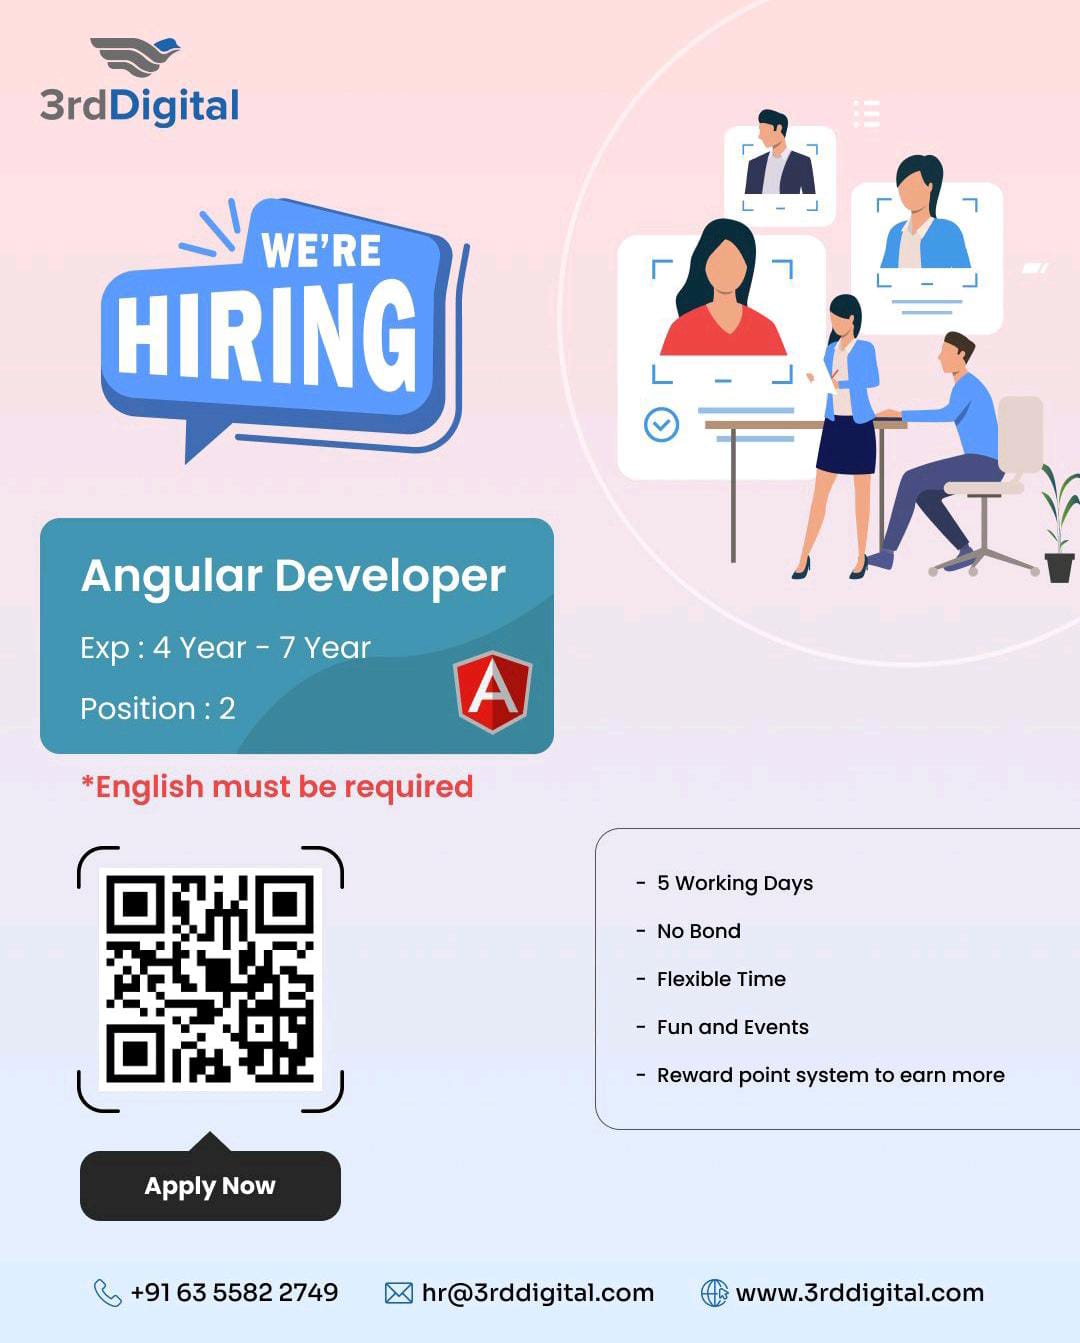 3rdDigital
WE'RE
HIRING
Angular Developer
Exp : 4 Year - 7 Year
Position : 2
*English must be required
- 5 Working Days
- No Bond
- Flexible Time
- Fun and Events
- Reward point system to earn more
Apply Now
+91 63 5582 2749
hr@3rddigital.com
www.3rddigital.com